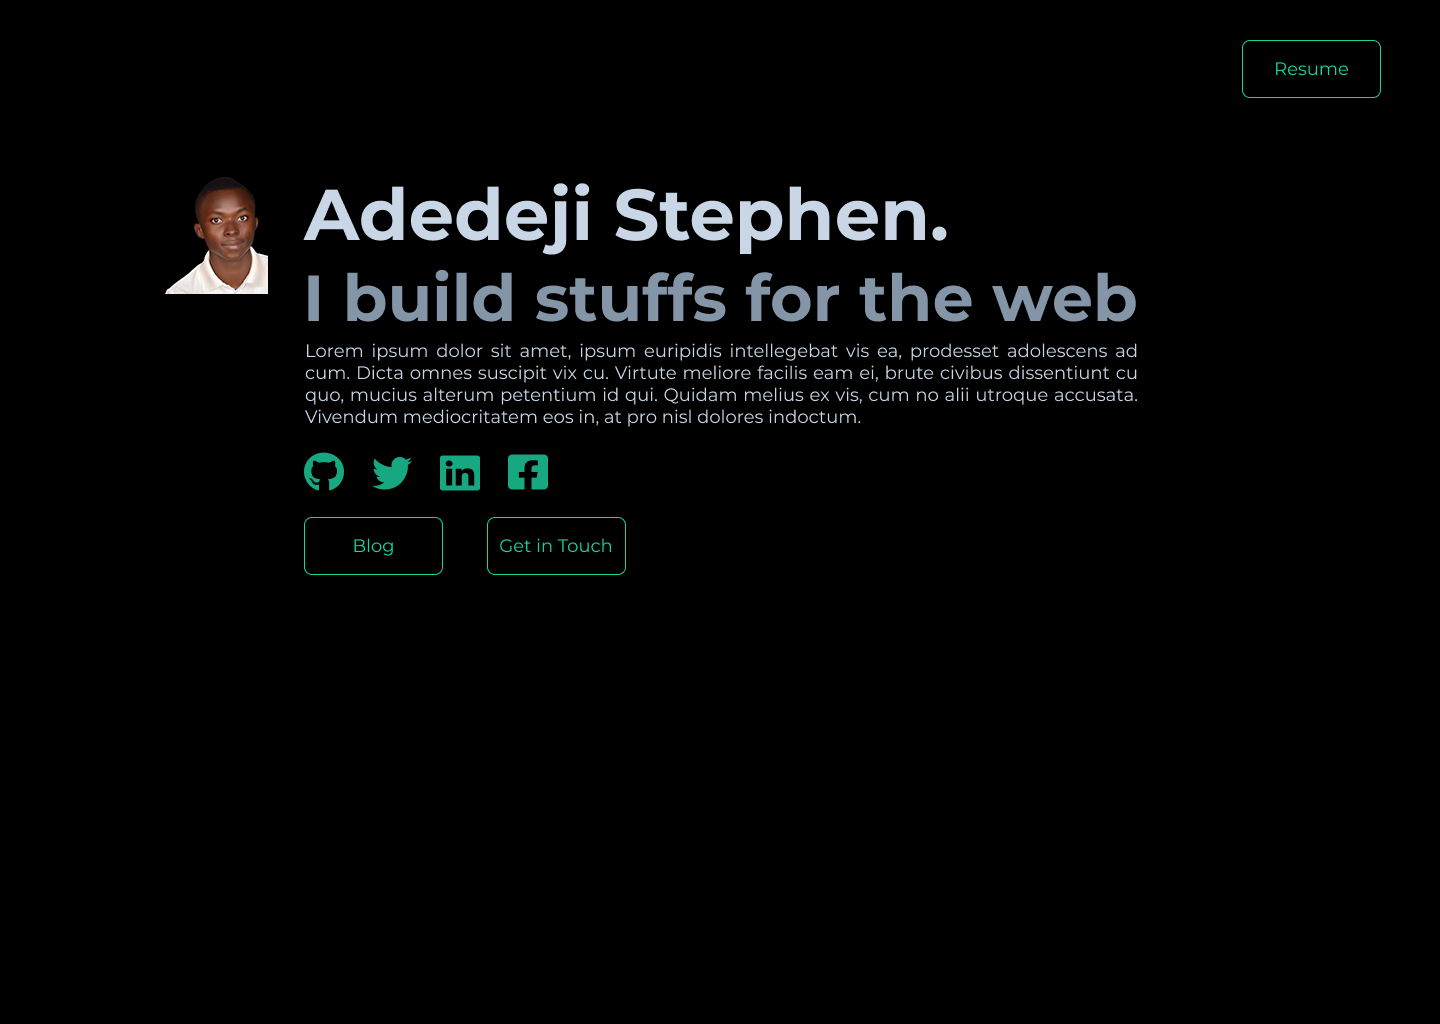 Resume
Adedeji Stephen.
I build stuffs for the web
Lorem ipsum dolor sit amet, ipsum euripidis intellegebat vis ea, prodesset adolescens ad
cum. Dicta omnes suscipit vix cu. Virtute meliore facilis eam ei, brute civibus dissentiunt cu
quo, mucius alterum petentium id qui. Quidam melius ex vis, cum no alii utroque accusata.
Vivendum mediocritatem eos in, at pro nisl dolores indoctum.
Blog
Get in Touch